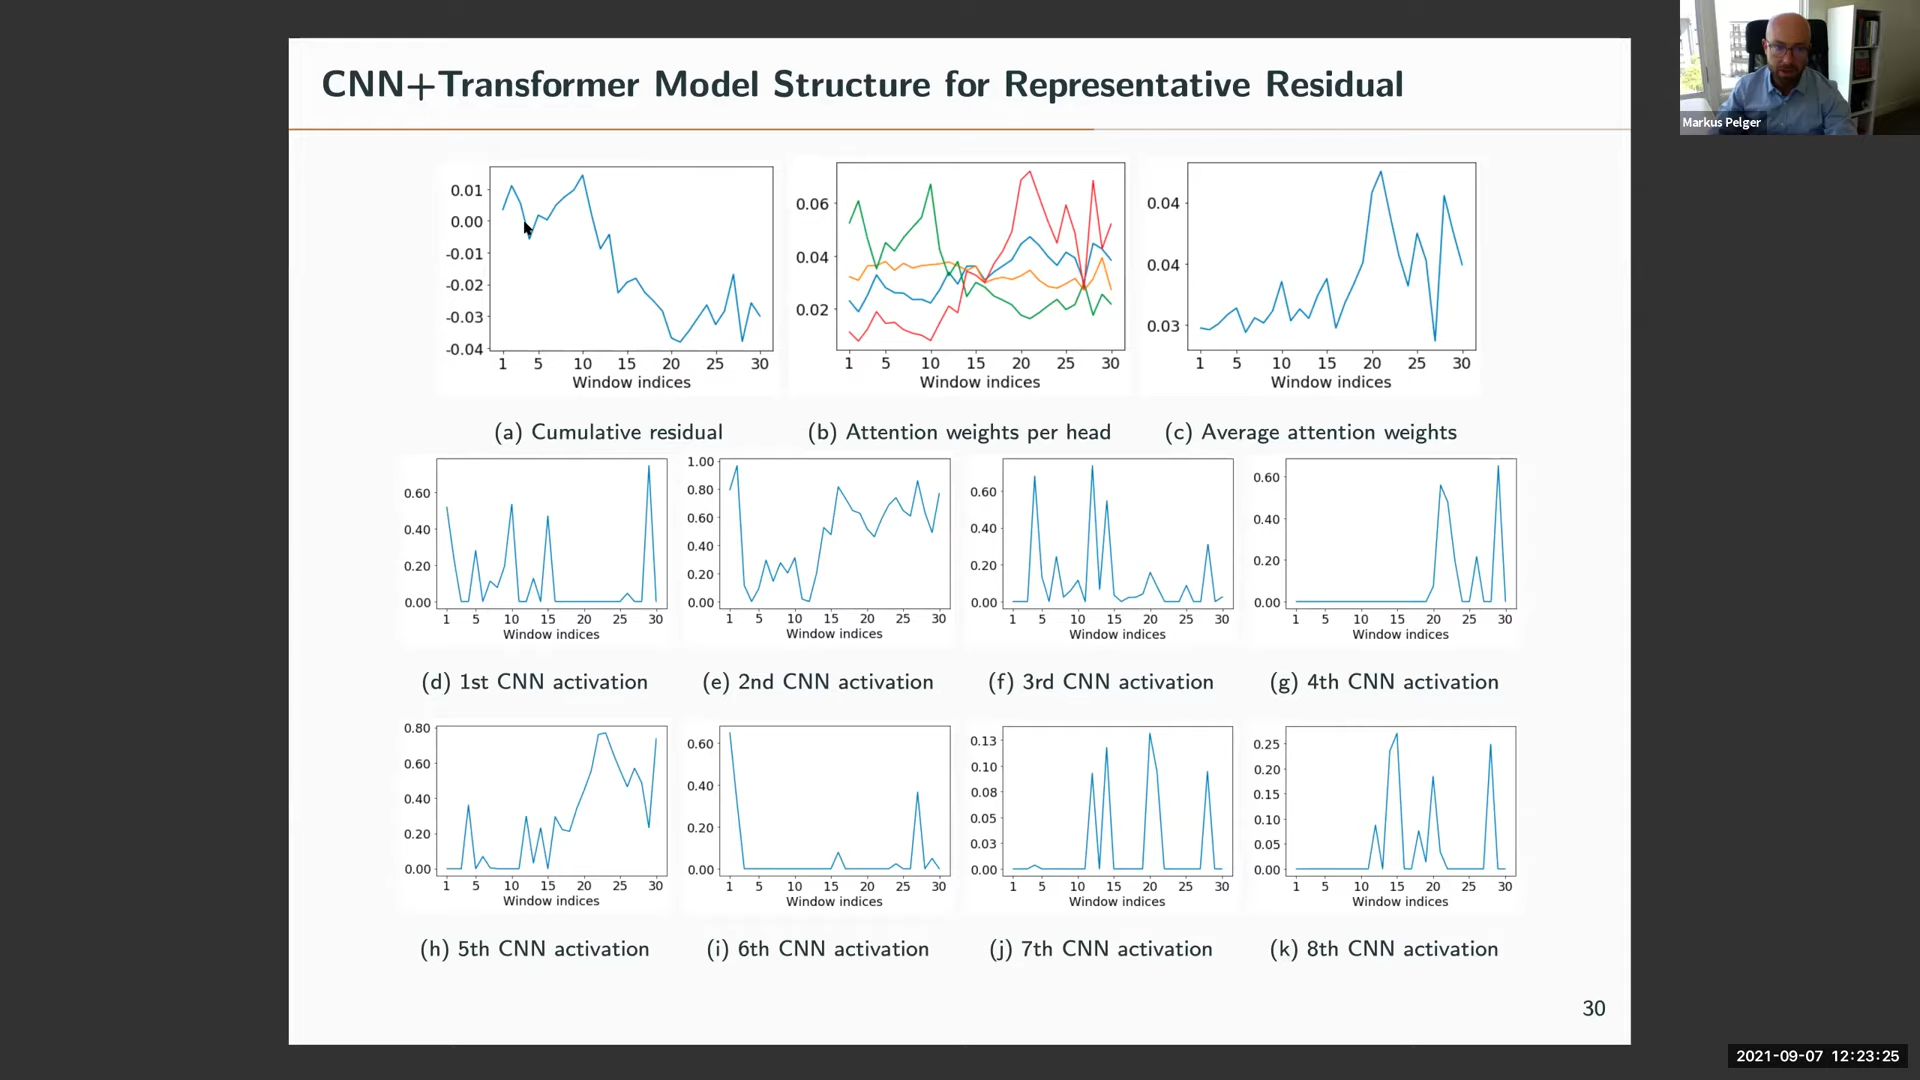 CNN+Transformer Model Structure for Representative Residual
Markus Pelger
0.01
0.00
-0.01
-0.02
-0.03
-0.04
1 5 10 15 20 25 30
Window indices
(a) Cumulative residual
0.06
0.04
0.02
1 5 10 15 20 25 30
Window indices
(b) Attention weights per head
0.04
0.04
0.03
1 5 10 15 20 25 30
Window indices
(c) Average attention weights
0.60
0.40
0.20
0.00
1 5 10 15 20 25 30
Window indices
(d) 1st CNN activation
1.00
0.80
0.60
0.40
0.20
0.00
1 5 10 15 20 25 30
Window indices
(e) 2nd CNN activation
0.60
0.40
0.20
0.00
1 5 10 15 20 25 30
Window indices
(f) 3rd CNN activation
0.60
0.40
0.20
0.00
1 5 10 15 20 25 30
Window indices
(g) 4th CNN activation
0.80
0.60
0.40
0.20
0.00
1 5 10 15 20 25 30
Window indices
(h) 5th CNN activation
0.60
0.40
0.20
0.00
1 5 10 15 20 25 30
Window indices
(i) 6th CNN activation
0.13
0.10
0.08
0.05
0.03
0.00
1 5 10 15 20 25 30
Window indices
(j) 7th CNN activation
0.25
0.20
0.15
0.10
0.05
0.00
1 5 10 15 20 25 30
Window indices
(k) 8th CNN activation
30
2021-09-07 12:23:25